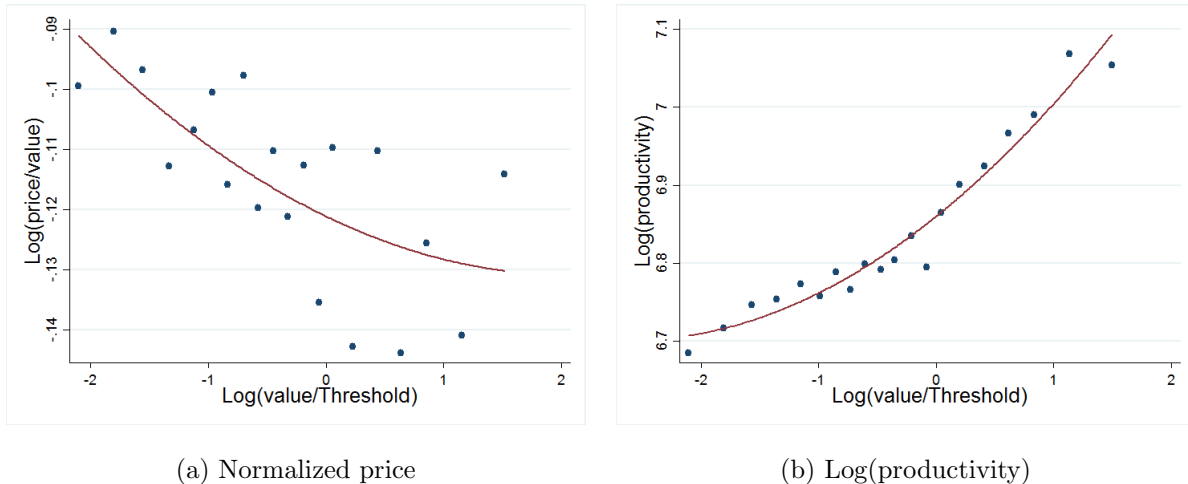 Log(price/value)
-.09
-.1
-.11
-.12
-.13
-.14
-2 -1 0 1 2
Log(value/Threshold)
(a) Normalized price
Log(productivity)
7.1
7
6.9
6.8
6.7
-2 -1 0 1 2
Log(value/Threshold)
(b) Log(productivity)